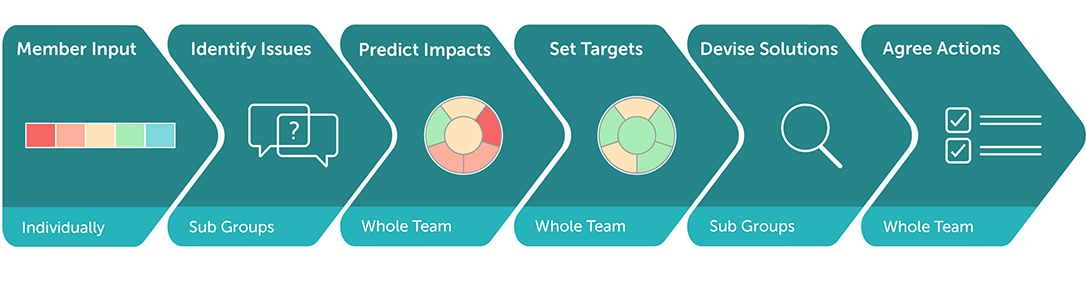 Member Input
Identify Issues
Predict Impacts
Set Targets
Devise Solutions
Agree Actions
?
Individually
Sub Groups
Whole Team
Whole Team
Sub Groups
Whole Team